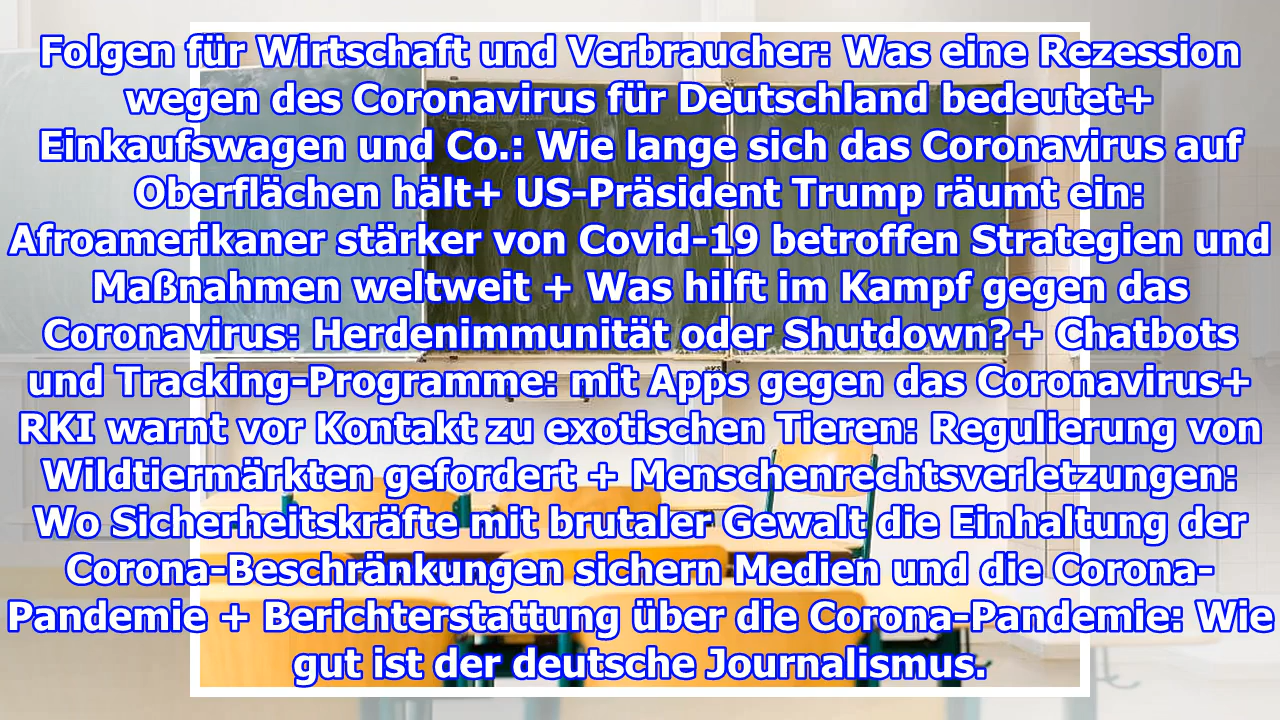 Folgen für Wirtschaft und Verbraucher: Was eine Rezession
wegen des Coronavirus für Deutschland bedeutet+
Einkaufswagen und Co.: Wie lange sich das Coronavirus auf
Oberflächen hält+ US-Präsident Trump räumt ein:
Afroamerikaner stärker von Covid-19 betroffen Strategien und
Maßnahmen weltweit + Was hilft im Kampf gegen das
Coronavirus: Herdenimmunität oder Shutdown?+ Chatbots
und Tracking-Programme: mit Apps gegen das Coronavirus+
RKI warnt vor Kontakt zu exotischen Tieren: Regulierung von
Wildtiermärkten gefordert + Menschenrechtsverletzungen:
Wo Sicherheitskräfte mit brutaler Gewalt die Einhaltung der
Corona-Beschränkungen sichern Medien und die Corona-
Pandemie + Berichterstattung über die Corona-Pandemie: Wie
gut ist der deutsche Journalismus.